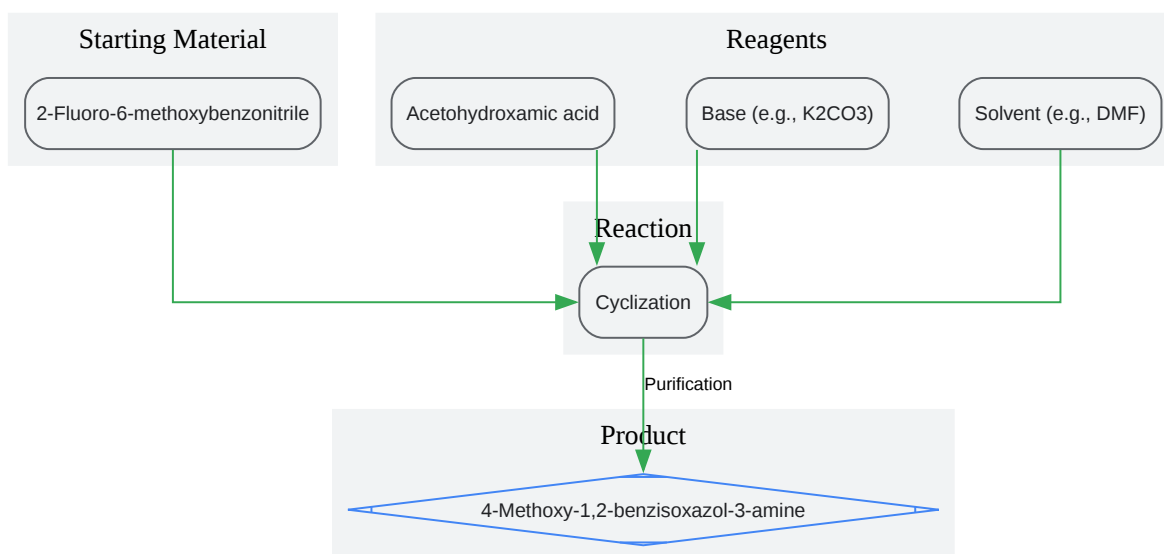 Starting Material
Reagents
2-Fluoro-6-methoxybenzonitrile
Acetohydroxamic acid
Base (e.g., K2CO3)
Solvent (e.g., DMF)
Reaction
Cyclization
Purification
Product
4-Methoxy-1,2-benzisoxazol-3-amine